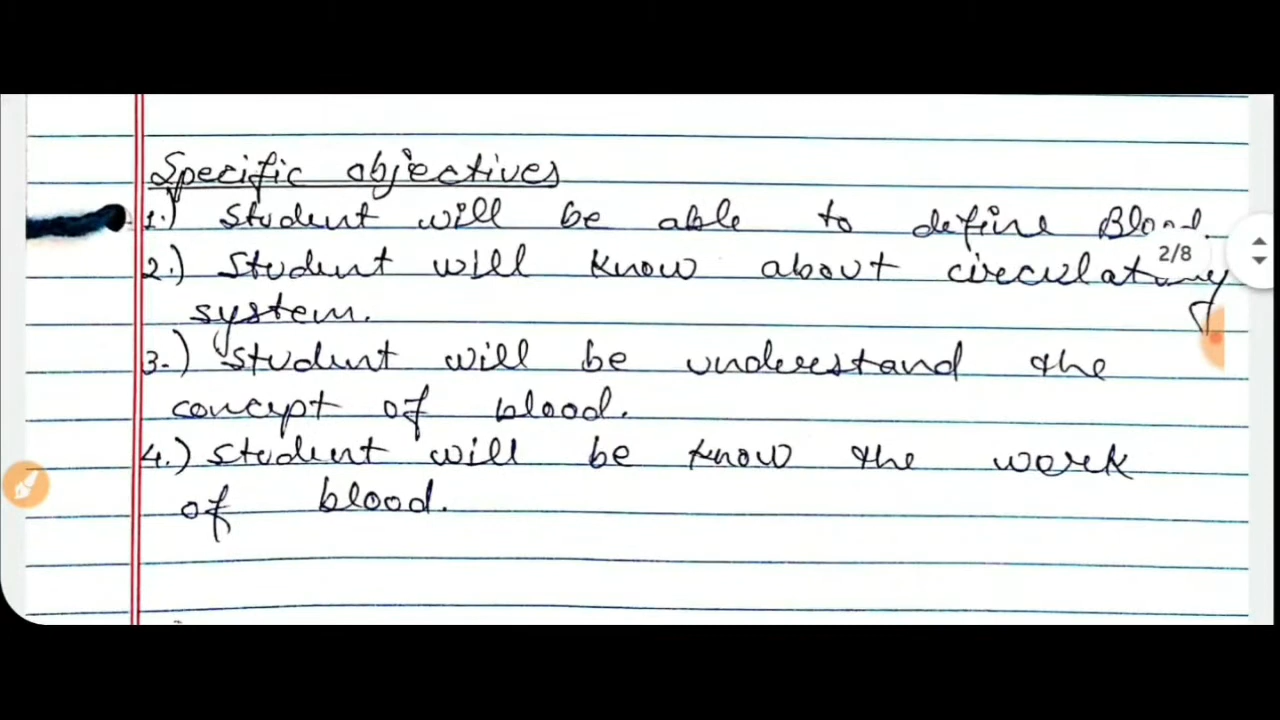 Specific objectives
1.) Student will be able to define Blood.
2.) Student will know about circulatory
2/8
system.
3.) Student will be understand the
concept of blood.
4.) Student will be know the work
of blood.